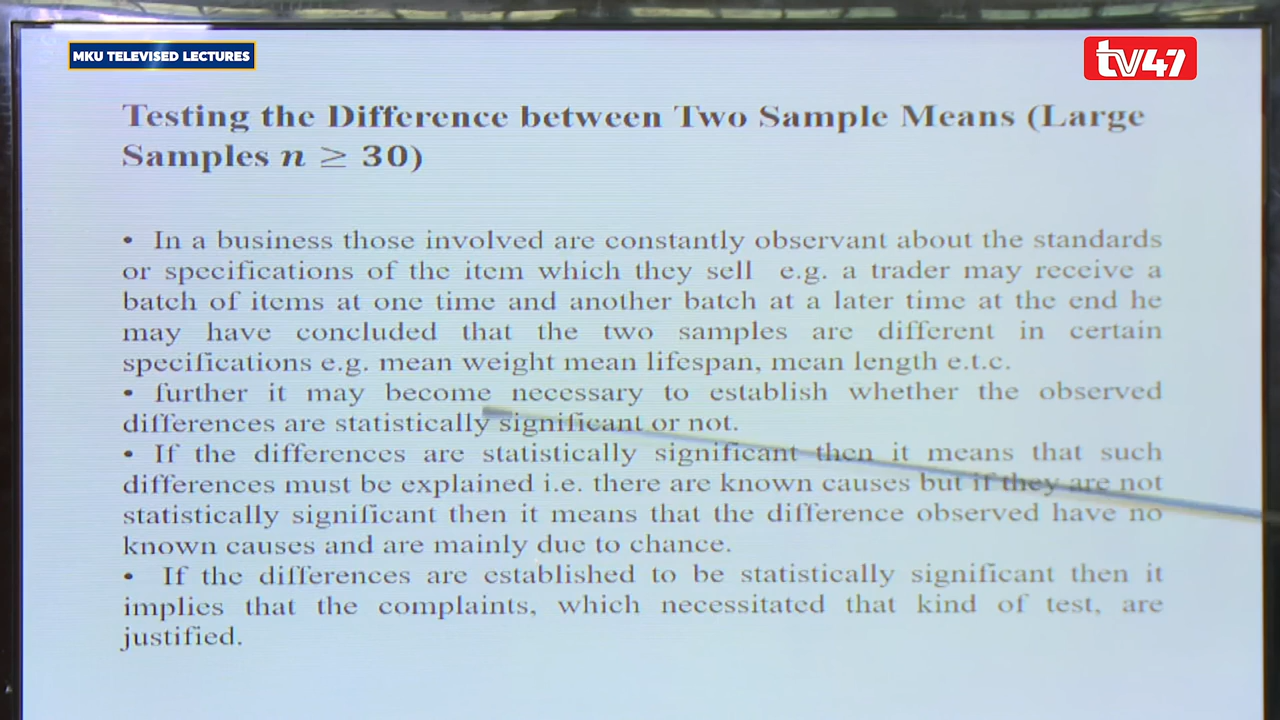 MKU TELEVISED LECTURES
tv47
Testing the Difference between Two Sample Means (Large
Samples n ≥ 30)
• In a business those involved are constantly observant about the standards
or specifications of the item which they sell e.g. a trader may receive a
batch of items at one time and another batch at a later time at the end he
may have concluded that the two samples are different in certain
specifications e.g. mean weight mean lifespan, mean length e.t.c.
• further it may become necessary to establish whether the observed
differences are statistically significant or not.
• If the differences are statistically significant then it means that such
differences must be explained i.e. there are known causes but if they are not
statistically significant then it means that the difference observed have no
known causes and are mainly due to chance.
• If the differences are established to be statistically significant then it
implies that the complaints, which necessitated that kind of test, are
justified.